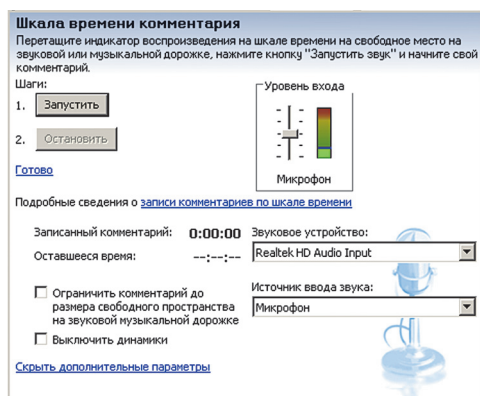 Шкала времени комментария
Перетащите индикатор воспроизведения на шкале времени на свободное место на
звуковой или музыкальной дорожке, нажмите кнопку "Запустить звук" и начните свой
комментарий.
Шаги:
1. Запустить
2. Остановить
Готово
Уровень входа
Микрофон
Подробные сведения о записи комментариев по шкале времени
Записанный комментарий: 0:00:00
Оставшееся время: --:--:--
Звуковое устройство:
Realtek HD Audio Input
Ограничить комментарий до
размера свободного пространства
на звуковой музыкальной дорожке
Выключить динамики
Источник ввода звука:
Микрофон
Скрыть дополнительные параметры